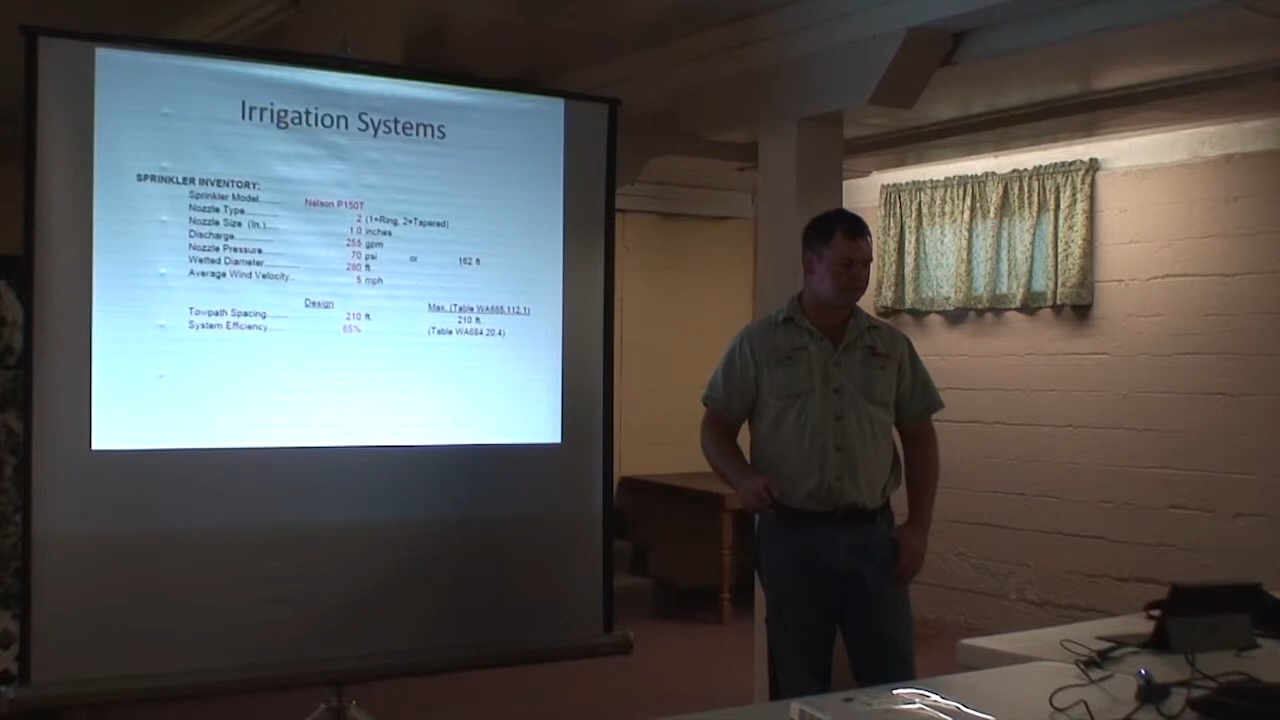 Irrigation Systems
SPRINKLER INVENTORY:
Sprinkler Model Nelson P150T
Nozzle Type 2 (1=Ring, 2=Tapered)
Nozzle Size (In.) 1.0 inches
Discharge 255 gpm
Nozzle Pressure 70 psi or 162 ft
Wetted Diameter 280 ft.
Average Wind Velocity 5 mph
Design Max. (Table WA665.112.1)
Towpath Spacing 210 ft. 210 ft.
System Efficiency 65% (Table WA684.20.4)